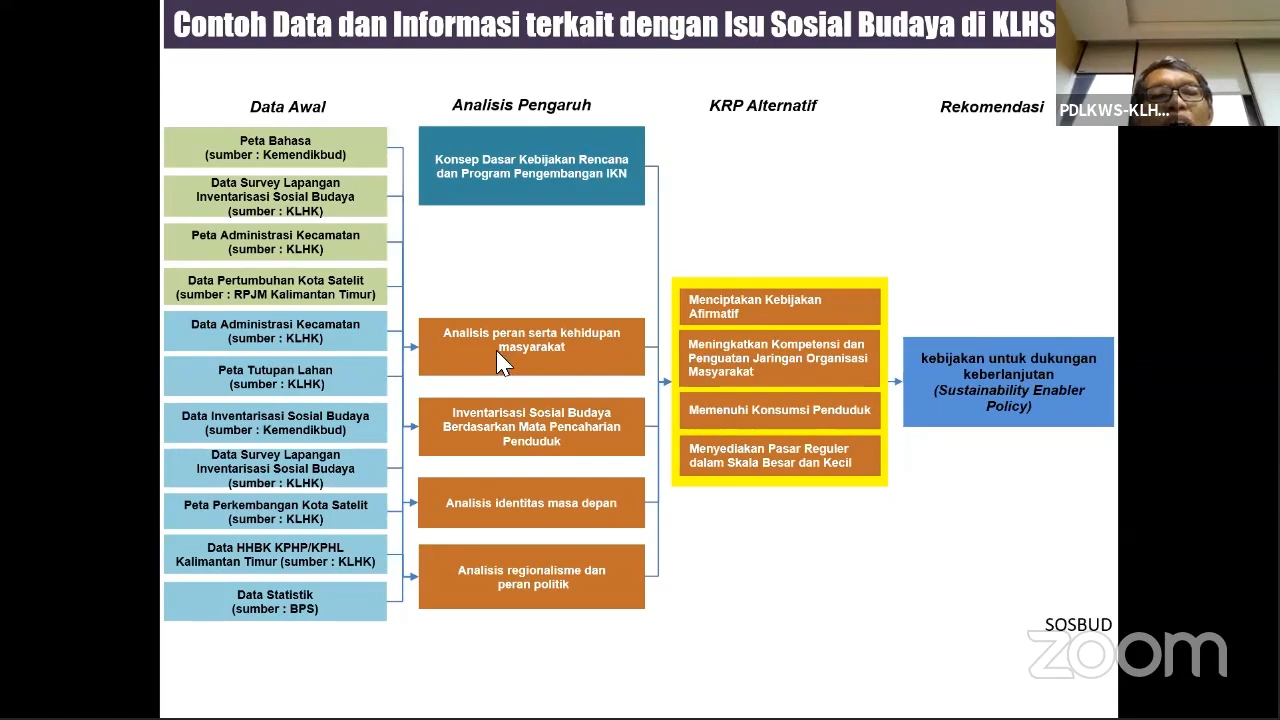 Contoh Data dan Informasi terkait dengan Isu Sosial Budaya di KLHS
PDLKWS-KLH...
Data Awal
Analisis Pengaruh
KRP Alternatif
Rekomendasi
Peta Bahasa
(sumber : Kemendikbud)
Data Survey Lapangan
Inventarisasi Sosial Budaya
(sumber : KLHK)
Peta Administrasi Kecamatan
(sumber : KLHK)
Data Pertumbuhan Kota Satelit
(sumber : RPJM Kalimantan Timur)
Data Administrasi Kecamatan
(sumber : KLHK)
Peta Tutupan Lahan
(sumber : KLHK)
Data Inventarisasi Sosial Budaya
(sumber : Kemendikbud)
Data Survey Lapangan
Inventarisasi Sosial Budaya
(sumber : KLHK)
Peta Perkembangan Kota Satelit
(sumber : KLHK)
Data HHBK KPHP/KPHL
Kalimantan Timur (sumber : KLHK)
Data Statistik
(sumber : BPS)
Konsep Dasar Kebijakan Rencana
dan Program Pengembangan IKN
Analisis peran serta kehidupan
masyarakat
Inventarisasi Sosial Budaya
Berdasarkan Mata Pencaharian
Penduduk
Analisis identitas masa depan
Analisis regionalisme dan
peran politik
Menciptakan Kebijakan
Afirmatif
Meningkatkan Kompetensi dan
Penguatan Jaringan Organisasi
Masyarakat
Memenuhi Konsumsi Penduduk
Menyediakan Pasar Reguler
dalam Skala Besar dan Kecil
kebijakan untuk dukungan
keberlanjutan
(Sustainability Enabler
Policy)
SOSBUD
zoom